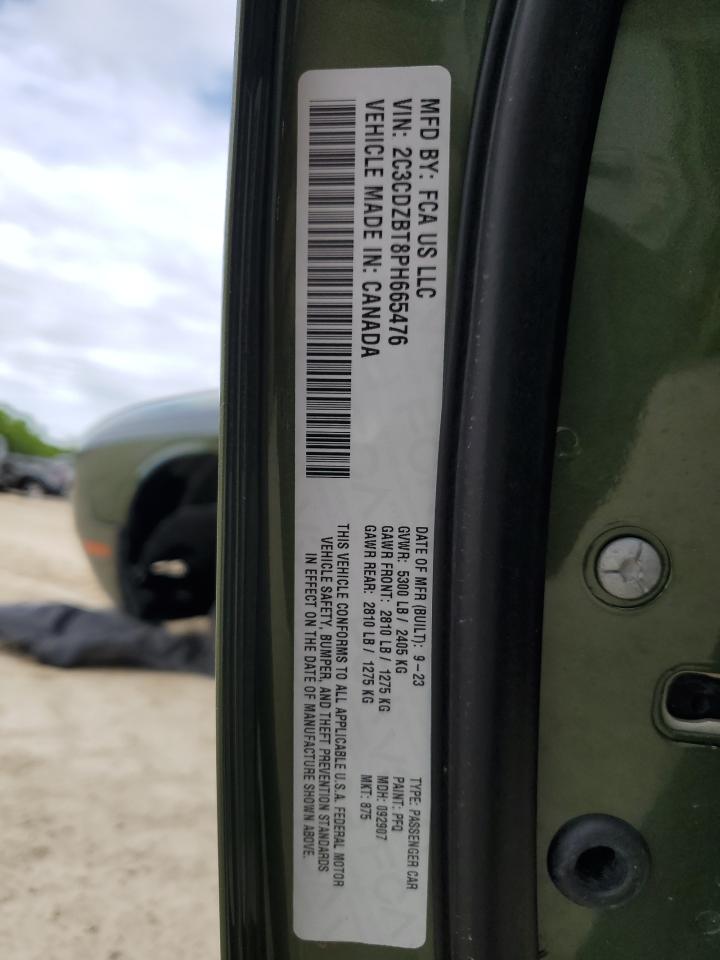 MFD BY: FCA US LLC
VIN: 2C3CDZBT8PH665476
VEHICLE MADE IN: CANADA
DATE OF MFR (BUILT): 9-23
GVWR: 5300 LB / 2405 KG
GAWR FRONT: 2810 LB / 1275 KG
GAWR REAR: 2810 LB / 1275 KG
TYPE: PASSENGER CAR
PAINT: PFQ
MDH: 092907
MKT: 875
THIS VEHICLE CONFORMS TO ALL APPLICABLE U.S.A. FEDERAL MOTOR
VEHICLE SAFETY, BUMPER, AND THEFT PREVENTION STANDARDS
IN EFFECT ON THE DATE OF MANUFACTURE SHOWN ABOVE.